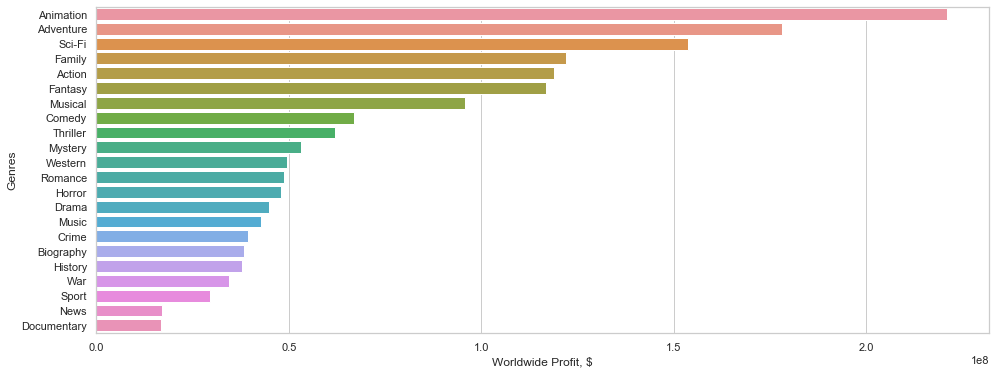 Genres
Animation
Adventure
Sci-Fi
Family
Action
Fantasy
Musical
Comedy
Thriller
Mystery
Western
Romance
Horror
Drama
Music
Crime
Biography
History
War
Sport
News
Documentary
0.0 0.5 1.0 1.5 2.0
Worldwide Profit, $
1e8